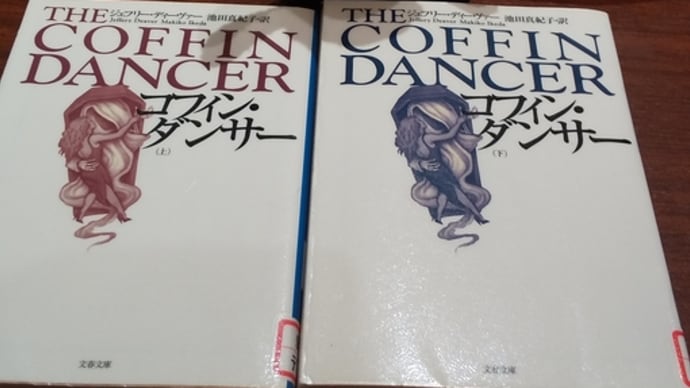 THE
ジェフリー・ディーヴァー 池田真紀子・訳
Jeffery Deaver Makiko Ikeda
COFFIN
DANCER
コフィン・
ダンサー
(上)
文春文庫
THE
ジェフリー・ディーヴァー 池田真紀子・訳
Jeffery Deaver Makiko Ikeda
COFFIN
DANCER
コフィン・
ダンサー
(下)
文春文庫